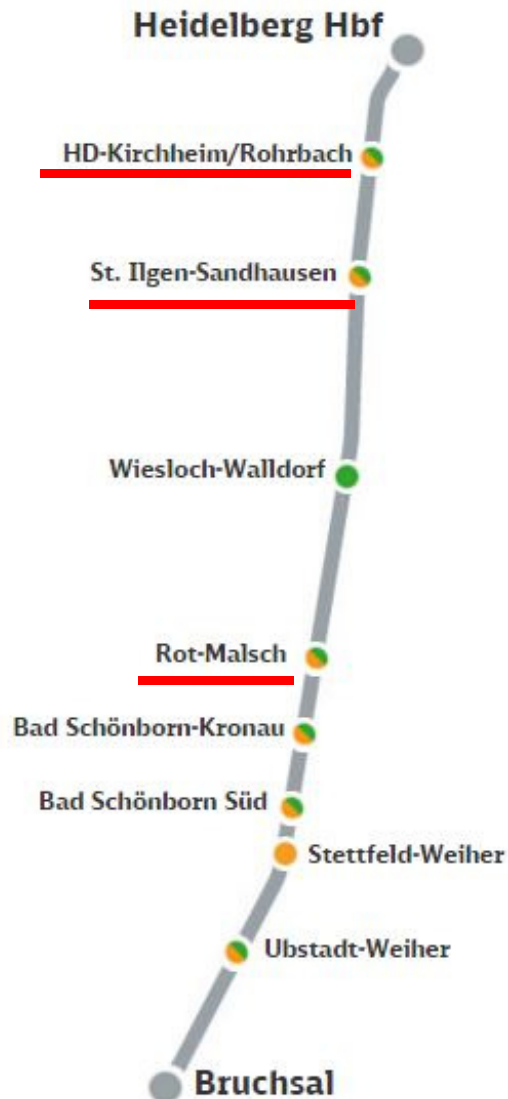 Heidelberg Hbf
HD-Kirchheim/Rohrbach
St. Ilgen-Sandhausen
Wiesloch-Walldorf
Rot-Malsch
Bad Schönborn-Kronau
Bad Schönborn Süd
Stettfeld-Weiher
Ubstadt-Weiher
Bruchsal